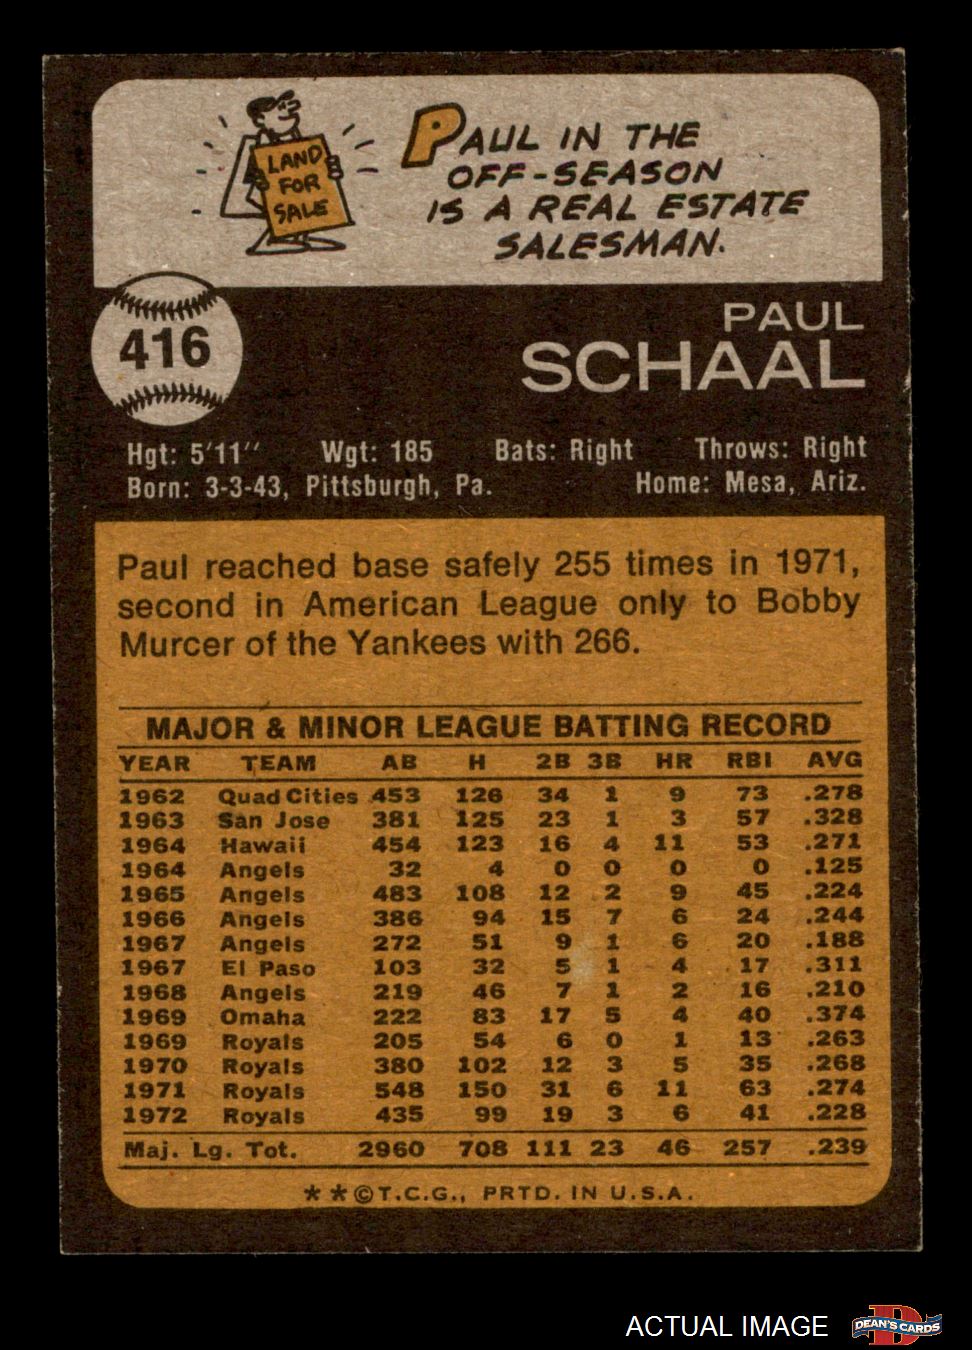 LAND
FOR
SALE
PAUL IN THE
OFF-SEASON
IS A REAL ESTATE
SALESMAN.
416
PAUL
SCHAAL
Hgt: 5'11" Wgt: 185 Bats: Right Throws: Right
Born: 3-3-43, Pittsburgh, Pa. Home: Mesa, Ariz.
Paul reached base safely 255 times in 1971,
second in American League only to Bobby
Murcer of the Yankees with 266.
MAJOR & MINOR LEAGUE BATTING RECORD
YEAR TEAM AB H 2B 3B HR RBI AVG
1962 Quad Cities 453 126 34 1 9 73 .278
1963 San Jose 381 125 23 1 3 57 .328
1964 Hawaii 454 123 16 4 11 53 .271
1964 Angels 32 4 0 0 0 0 .125
1965 Angels 483 108 12 2 9 45 .224
1966 Angels 386 94 15 7 6 24 .244
1967 Angels 272 51 9 1 6 20 .188
1967 El Paso 103 32 5 1 4 17 .311
1968 Angels 219 46 7 1 2 16 .210
1969 Omaha 222 83 17 5 4 40 .374
1969 Royals 205 54 6 0 1 13 .263
1970 Royals 380 102 12 3 5 35 .268
1971 Royals 548 150 31 6 11 63 .274
1972 Royals 435 99 19 3 6 41 .228
Maj. Lg. Tot. 2960 708 111 23 46 257 .239
**©T.C.G., PRTD. IN U.S.A.
ACTUAL IMAGE
D
DEAN'S CARDS